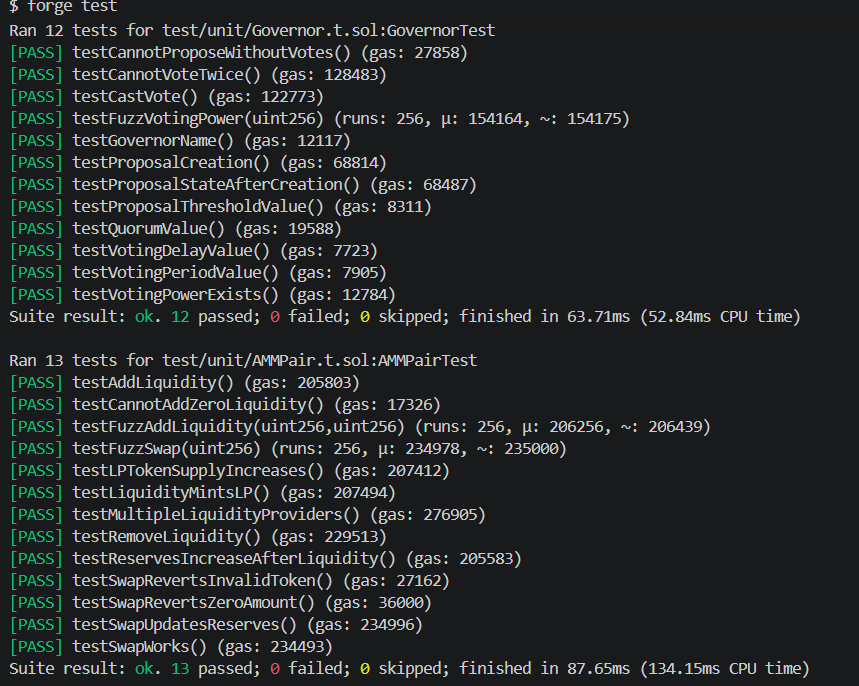 $ forge test
Ran 12 tests for test/unit/Governor.t.sol:GovernorTest
[PASS] testCannotProposeWithoutVotes() (gas: 27858)
[PASS] testCannotVoteTwice() (gas: 128483)
[PASS] testCastVote() (gas: 122773)
[PASS] testFuzzVotingPower(uint256) (runs: 256, μ: 154164, ~: 154175)
[PASS] testGovernorName() (gas: 12117)
[PASS] testProposalCreation() (gas: 68814)
[PASS] testProposalStateAfterCreation() (gas: 68487)
[PASS] testProposalThresholdValue() (gas: 8311)
[PASS] testQuorumValue() (gas: 19588)
[PASS] testVotingDelayValue() (gas: 7723)
[PASS] testVotingPeriodValue() (gas: 7905)
[PASS] testVotingPowerExists() (gas: 12784)
Suite result: ok. 12 passed; 0 failed; 0 skipped; finished in 63.71ms (52.84ms CPU time)
Ran 13 tests for test/unit/AMMPair.t.sol:AMMPairTest
[PASS] testAddLiquidity() (gas: 205803)
[PASS] testCannotAddZeroLiquidity() (gas: 17326)
[PASS] testFuzzAddLiquidity(uint256,uint256) (runs: 256, μ: 206256, ~: 206439)
[PASS] testFuzzSwap(uint256) (runs: 256, μ: 234978, ~: 235000)
[PASS] testLPTokenSupplyIncreases() (gas: 207412)
[PASS] testLiquidityMintsLP() (gas: 207494)
[PASS] testMultipleLiquidityProviders() (gas: 276905)
[PASS] testRemoveLiquidity() (gas: 229513)
[PASS] testReservesIncreaseAfterLiquidity() (gas: 205583)
[PASS] testSwapRevertsInvalidToken() (gas: 27162)
[PASS] testSwapRevertsZeroAmount() (gas: 36000)
[PASS] testSwapUpdatesReserves() (gas: 234996)
[PASS] testSwapWorks() (gas: 234493)
Suite result: ok. 13 passed; 0 failed; 0 skipped; finished in 87.65ms (134.15ms CPU time)